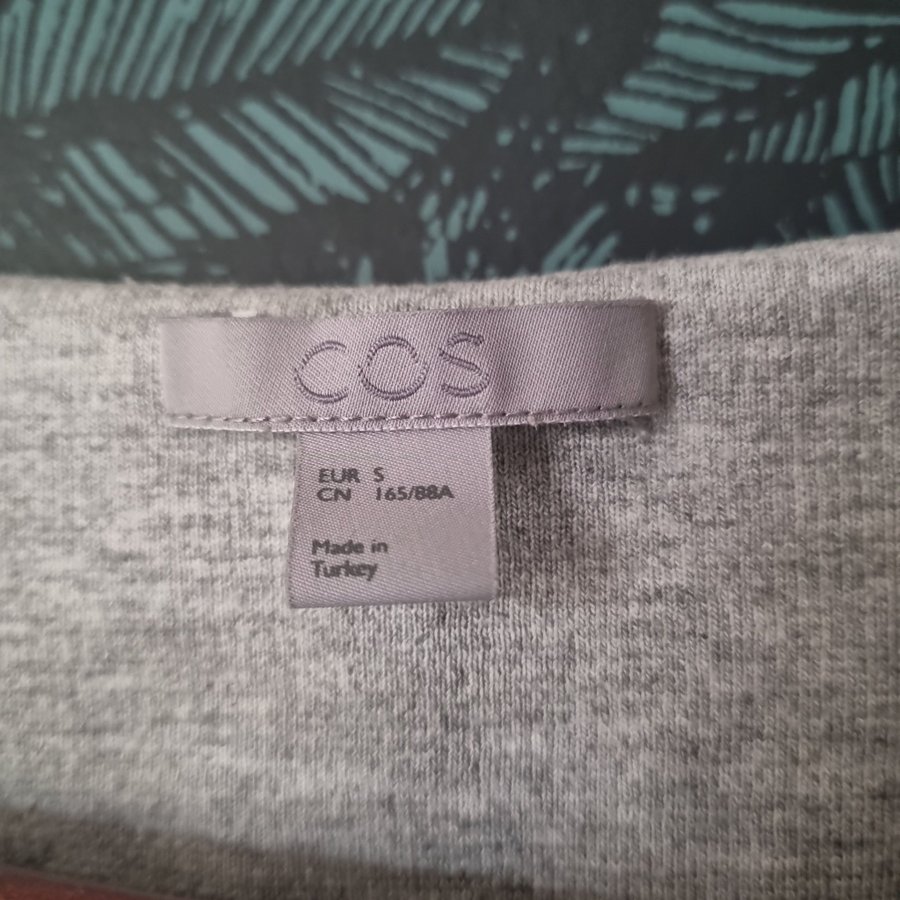 COS
EUR S
CN 165/88A
Made in
Turkey